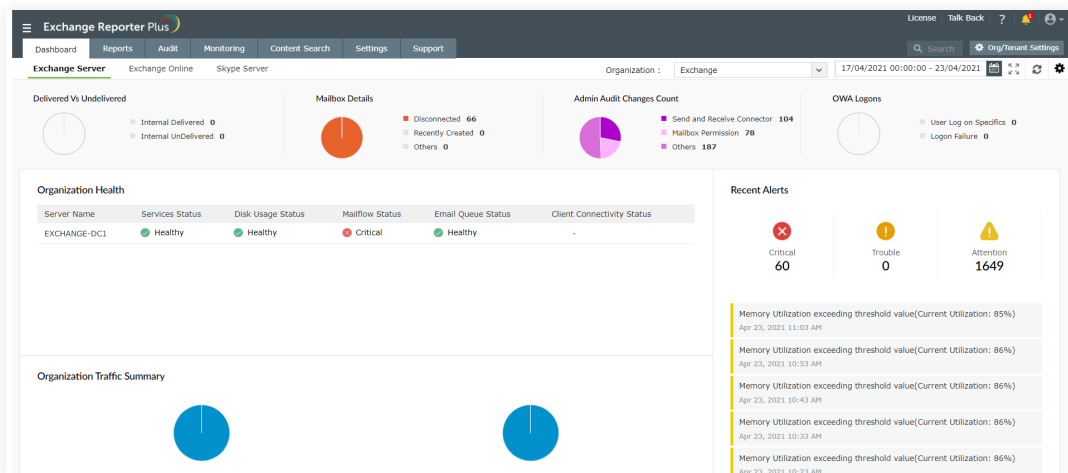 License Talk Back ?
Exchange Reporter Plus
Dashboard Reports Audit Monitoring Content Search Settings Support
Search Org/Tenant Settings
Exchange Server Exchange Online Skype Server
Organization : Exchange 17/04/2021 00:00:00 - 23/04/2021
Delivered Vs Undelivered
Internal Delivered 0
Internal UnDelivered 0
Mailbox Details
Disconnected 66
Recently Created 0
Others 0
Admin Audit Changes Count
Send and Receive Connector 104
Mailbox Permission 78
Others 187
OWA Logons
User Log on Specifics 0
Logon Failure 0
Organization Health
Server Name Services Status Disk Usage Status Mailflow Status Email Queue Status Client Connectivity Status
EXCHANGE-DC1 Healthy Healthy Critical Healthy -
Organization Traffic Summary
Recent Alerts
Critical Trouble Attention
60 0 1649
Memory Utilization exceeding threshold value(Current Utilization: 85%)
Apr 23, 2021 11:03 AM
Memory Utilization exceeding threshold value(Current Utilization: 86%)
Apr 23, 2021 10:53 AM
Memory Utilization exceeding threshold value(Current Utilization: 86%)
Apr 23, 2021 10:43 AM
Memory Utilization exceeding threshold value(Current Utilization: 86%)
Apr 23, 2021 10:33 AM
Memory Utilization exceeding threshold value(Current Utilization: 86%)
Apr 23, 2021 10:23 AM